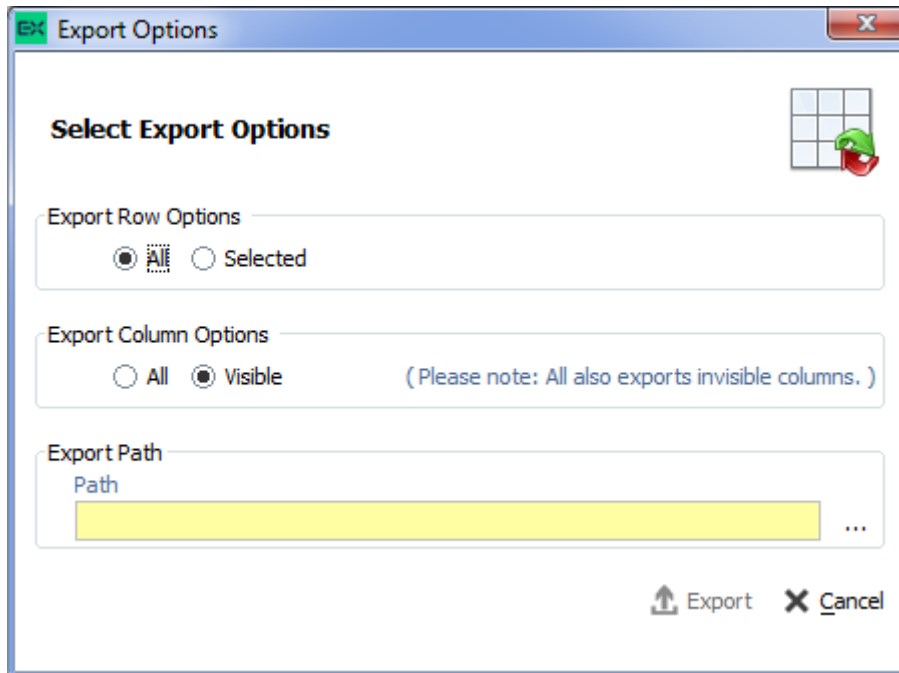 EX Export Options
Select Export Options
Export Row Options
All Selected
Export Column Options
All Visible (Please note: All also exports invisible columns. )
Export Path
Path
...
Export Cancel